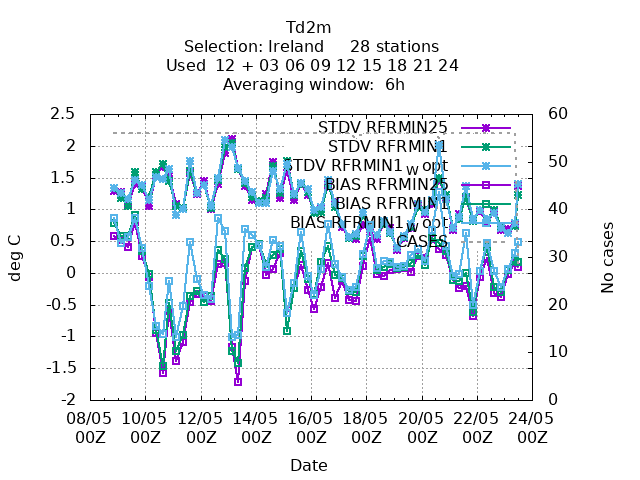 Td2m
Selection: Ireland 28 stations
Used 12 + 03 06 09 12 15 18 21 24
Averaging window: 6h
STDV RFRMIN25
STDV RFRMIN1
STDV RFRMIN1w opt
BIAS RFRMIN25
BIAS RFRMIN1
BIAS RFRMIN1w opt
CASES
deg C
2.5
2
1.5
1
0.5
0
-0.5
-1
-1.5
-2
No cases
60
50
40
30
20
10
0
08/05 10/05 12/05 14/05 16/05 18/05 20/05 22/05 24/05
00Z 00Z 00Z 00Z 00Z 00Z 00Z 00Z 00Z
Date